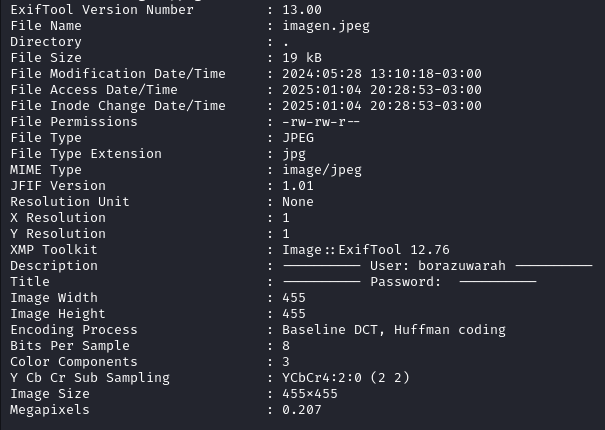 ExifTool Version Number : 13.00
File Name : imagen.jpeg
Directory : .
File Size : 19 kB
File Modification Date/Time : 2024:05:28 13:10:18-03:00
File Access Date/Time : 2025:01:04 20:28:53-03:00
File Inode Change Date/Time : 2025:01:04 20:28:53-03:00
File Permissions : -rw-rw-r--
File Type : JPEG
File Type Extension : jpg
MIME Type : image/jpeg
JFIF Version : 1.01
Resolution Unit : None
X Resolution : 1
Y Resolution : 1
XMP Toolkit : Image::ExifTool 12.76
Description : ---------- User: borazuwarah ----------
Title : ---------- Password: ----------
Image Width : 455
Image Height : 455
Encoding Process : Baseline DCT, Huffman coding
Bits Per Sample : 8
Color Components : 3
Y Cb Cr Sub Sampling : YCbCr4:2:0 (2 2)
Image Size : 455×455
Megapixels : 0.207